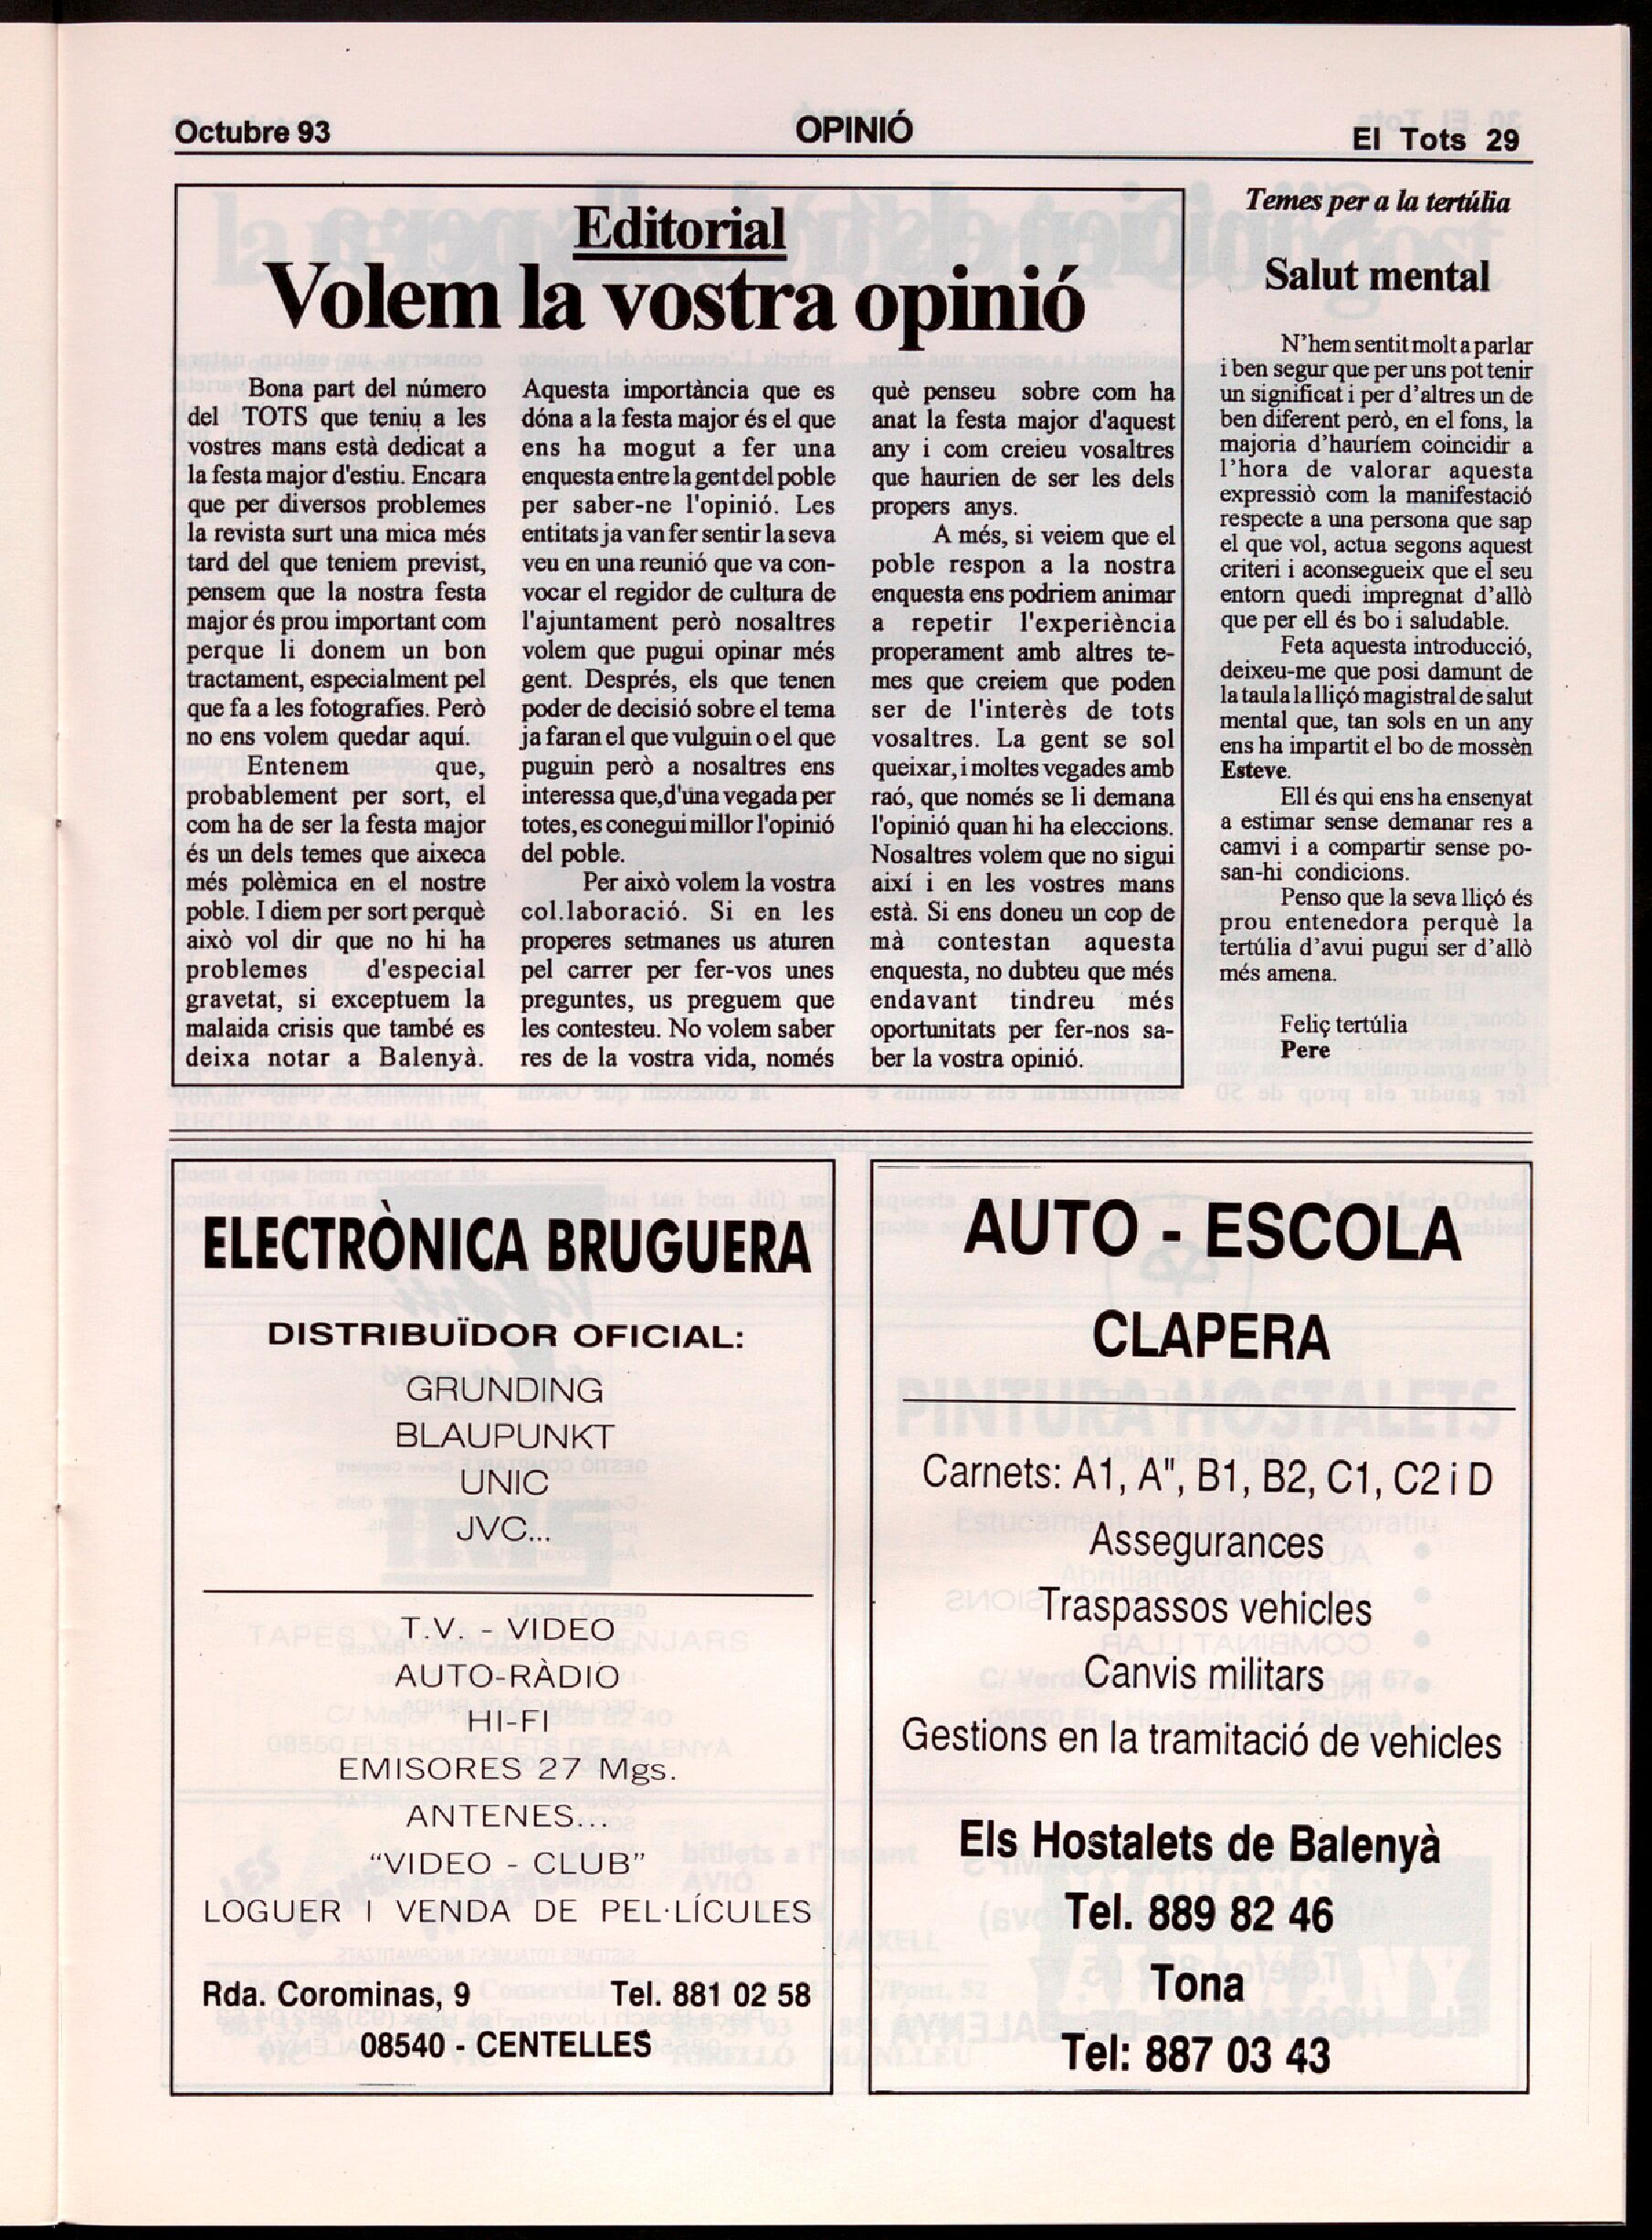 Octubre 93
OPINIÓ
El Tots 29
Editorial
Volem la vostra opinió
Bona part del número
del TOTS que teniu a les
vostres mans està dedicat a
la festa major d'estiu. Encara
que per diversos problemes
la revista surt una mica més
tard del que teniem previst,
pensem que la nostra festa
major és prou important com
perque li donem un bon
tractament, especialment pel
que fa a les fotografíes. Però
no ens volem quedar aquí.
Entenem que,
probablement per sort, el
com ha de ser la festa major
és un dels temes que aixeca
més polèmica en el nostre
poble. I diem per sort perquè
això vol dir que no hi ha
problemes d'especial
gravetat, si exceptuem la
malaida crisis que també es
deixa notar a Balenyà.
Aquesta importància que es
dóna a la festa major és el que
ens ha mogut a fer una
enquesta entre la gent del poble
per saber-ne l'opinió. Les
entitats ja van fer sentir la seva
veu en una reunió que va con-
vocar el regidor de cultura de
l'ajuntament però nosaltres
volem que pugui opinar més
gent. Després, els que tenen
poder de decisió sobre el tema
ja faran el que vulguin o el que
puguin però a nosaltres ens
interessa que,d'una vegada per
totes, es conegui millor l'opinió
del poble.
Per això volem la vostra
col.laboració. Si en les
properes setmanes us aturen
pel carrer per fer-vos unes
preguntes, us preguem que
les contesteu. No volem saber
res de la vostra vida, només
què penseu sobre com ha
anat la festa major d'aquest
any i com creieu vosaltres
que haurien de ser les dels
propers anys.
A més, si veiem que el
poble respon a la nostra
enquesta ens podriem animar
a repetir l'experiència
properament amb altres te-
mes que creiem que poden
ser de l'interès de tots
vosaltres. La gent se sol
queixar, i moltes vegades amb
raó, que només se li demana
l'opinió quan hi ha eleccions.
Nosaltres volem que no sigui
així i en les vostres mans
està. Si ens doneu un cop de
mà contestan aquesta
enquesta, no dubteu que més
endavant tindreu més
oportunitats per fer-nos sa-
ber la vostra opinió.
Temes per a la tertúlia
Salut mental
N'hem sentit molt a parlar
i ben segur que per uns pot tenir
un significat i per d'altres un de
ben diferent però, en el fons, la
majoria d'hauríem coincidir a
l'hora de valorar aquesta
expressiò com la manifestació
respecte a una persona que sap
el què vol, actua segons aquest
criteri i aconsegueix que el seu
entorn quedi impregnat d'allò
que per ell és bo i saludable.
Feta aquesta introducció,
deixeu-me que posi damunt de
la taula la lliçó magistral de salut
mental que, tan sols en un any
ens ha impartit el bo de mossèn
Esteve.
Ell és qui ens ha ensenyat
a estimar sense demanar res a
camvi i a compartir sense po-
san-hi condicions.
Penso que la seva lliçó és
prou entenedora perquè la
tertúlia d'avui pugui ser d'allò
més amena.
Feliç tertúlia
Pere
ELECTRÒNICA BRUGUERA
DISTRIBUÏDOR OFICIAL:
GRUNDING
BLAUPUNKT
UNIC
JVC...
T.V. - VIDEO
AUTO-RÀDIO
HI-FI
EMISORES 27 Mgs.
ANTENES...
“VIDEO - CLUB”
LOGUER I VENDA DE PEL·LÍCULES
Rda. Corominas, 9 Tel. 881 02 58
08540 - CENTELLES
AUTO - ESCOLA
CLAPERA
Carnets: A1, A", B1, B2, C1, C2 i D
Assegurances
Traspassos vehicles
Canvis militars
Gestions en la tramitació de vehicles
Els Hostalets de Balenyà
Tel. 889 82 46
Tona
Tel: 887 03 43